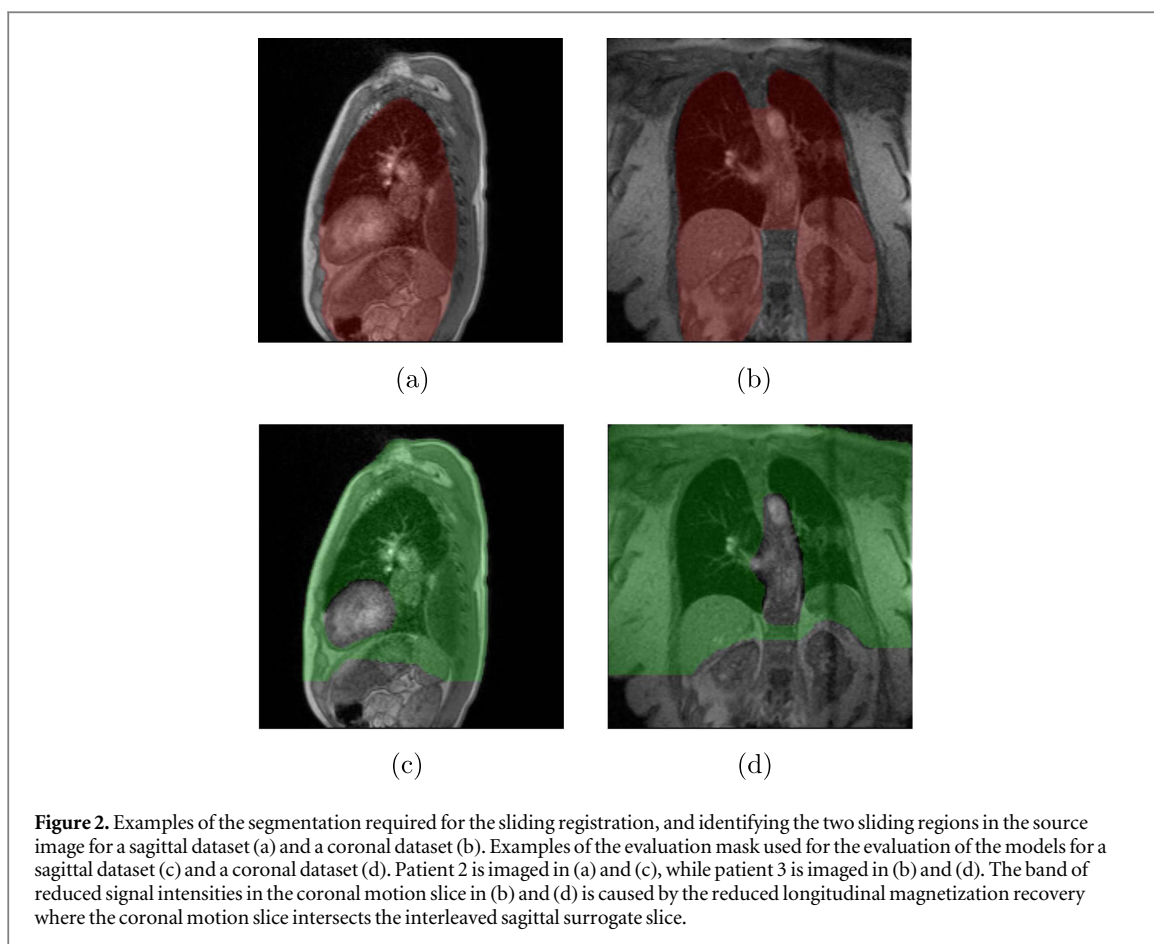 (a)
(b)
(c)
(d)
Figure 2. Examples of the segmentation required for the sliding registration, and identifying the two sliding regions in the source
image for a sagittal dataset (a) and a coronal dataset (b). Examples of the evaluation mask used for the evaluation of the models for a
sagittal dataset (c) and a coronal dataset (d). Patient 2 is imaged in (a) and (c), while patient 3 is imaged in (b) and (d). The band of
reduced signal intensities in the coronal motion slice in (b) and (d) is caused by the reduced longitudinal magnetization recovery
where the coronal motion slice intersects the interleaved sagittal surrogate slice.